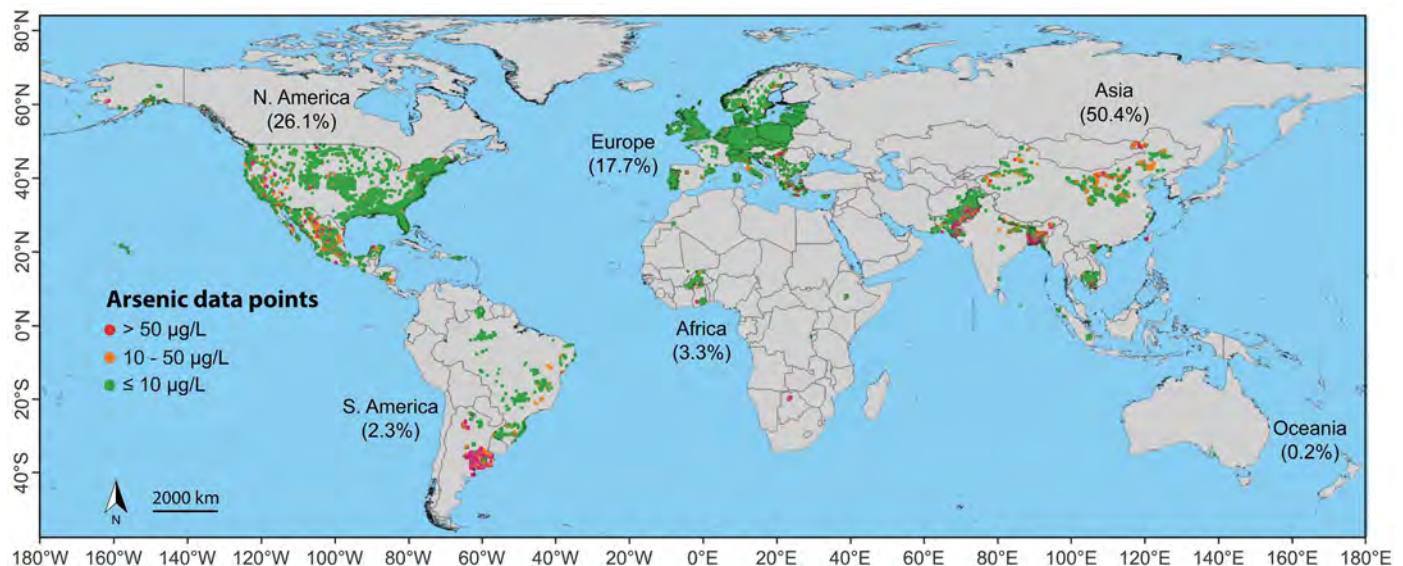 80°N
60°N
40°N
20°N
0°N
20°S
40°S
N. America
(26.1%)
Europe
(17.7%)
Asia
(50.4%)
Africa
(3.3%)
S. America
(2.3%)
Oceania
(0.2%)
Arsenic data points
> 50 µg/L
10 - 50 µg/L
≤ 10 µg/L
N
2000 km
180°W 160°W 140°W 120°W 100°W 80°W 60°W 40°W 20°W 0°E 20°E 40°E 60°E 80°E 100°E 120°E 140°E 160°E 180°E